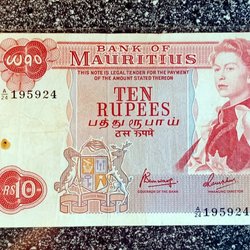 BANK OF
MAURITIUS
THIS NOTE IS LEGAL TENDER FOR THE PAYMENT
OF THE AMOUNT STATED THEREON
A/24 195924
TEN
RUPEES
பத்து ரூபாய்
दस रुपये
RS10
GOVERNOR OF THE BANK
MANAGING DIRECTOR
A/24 195924